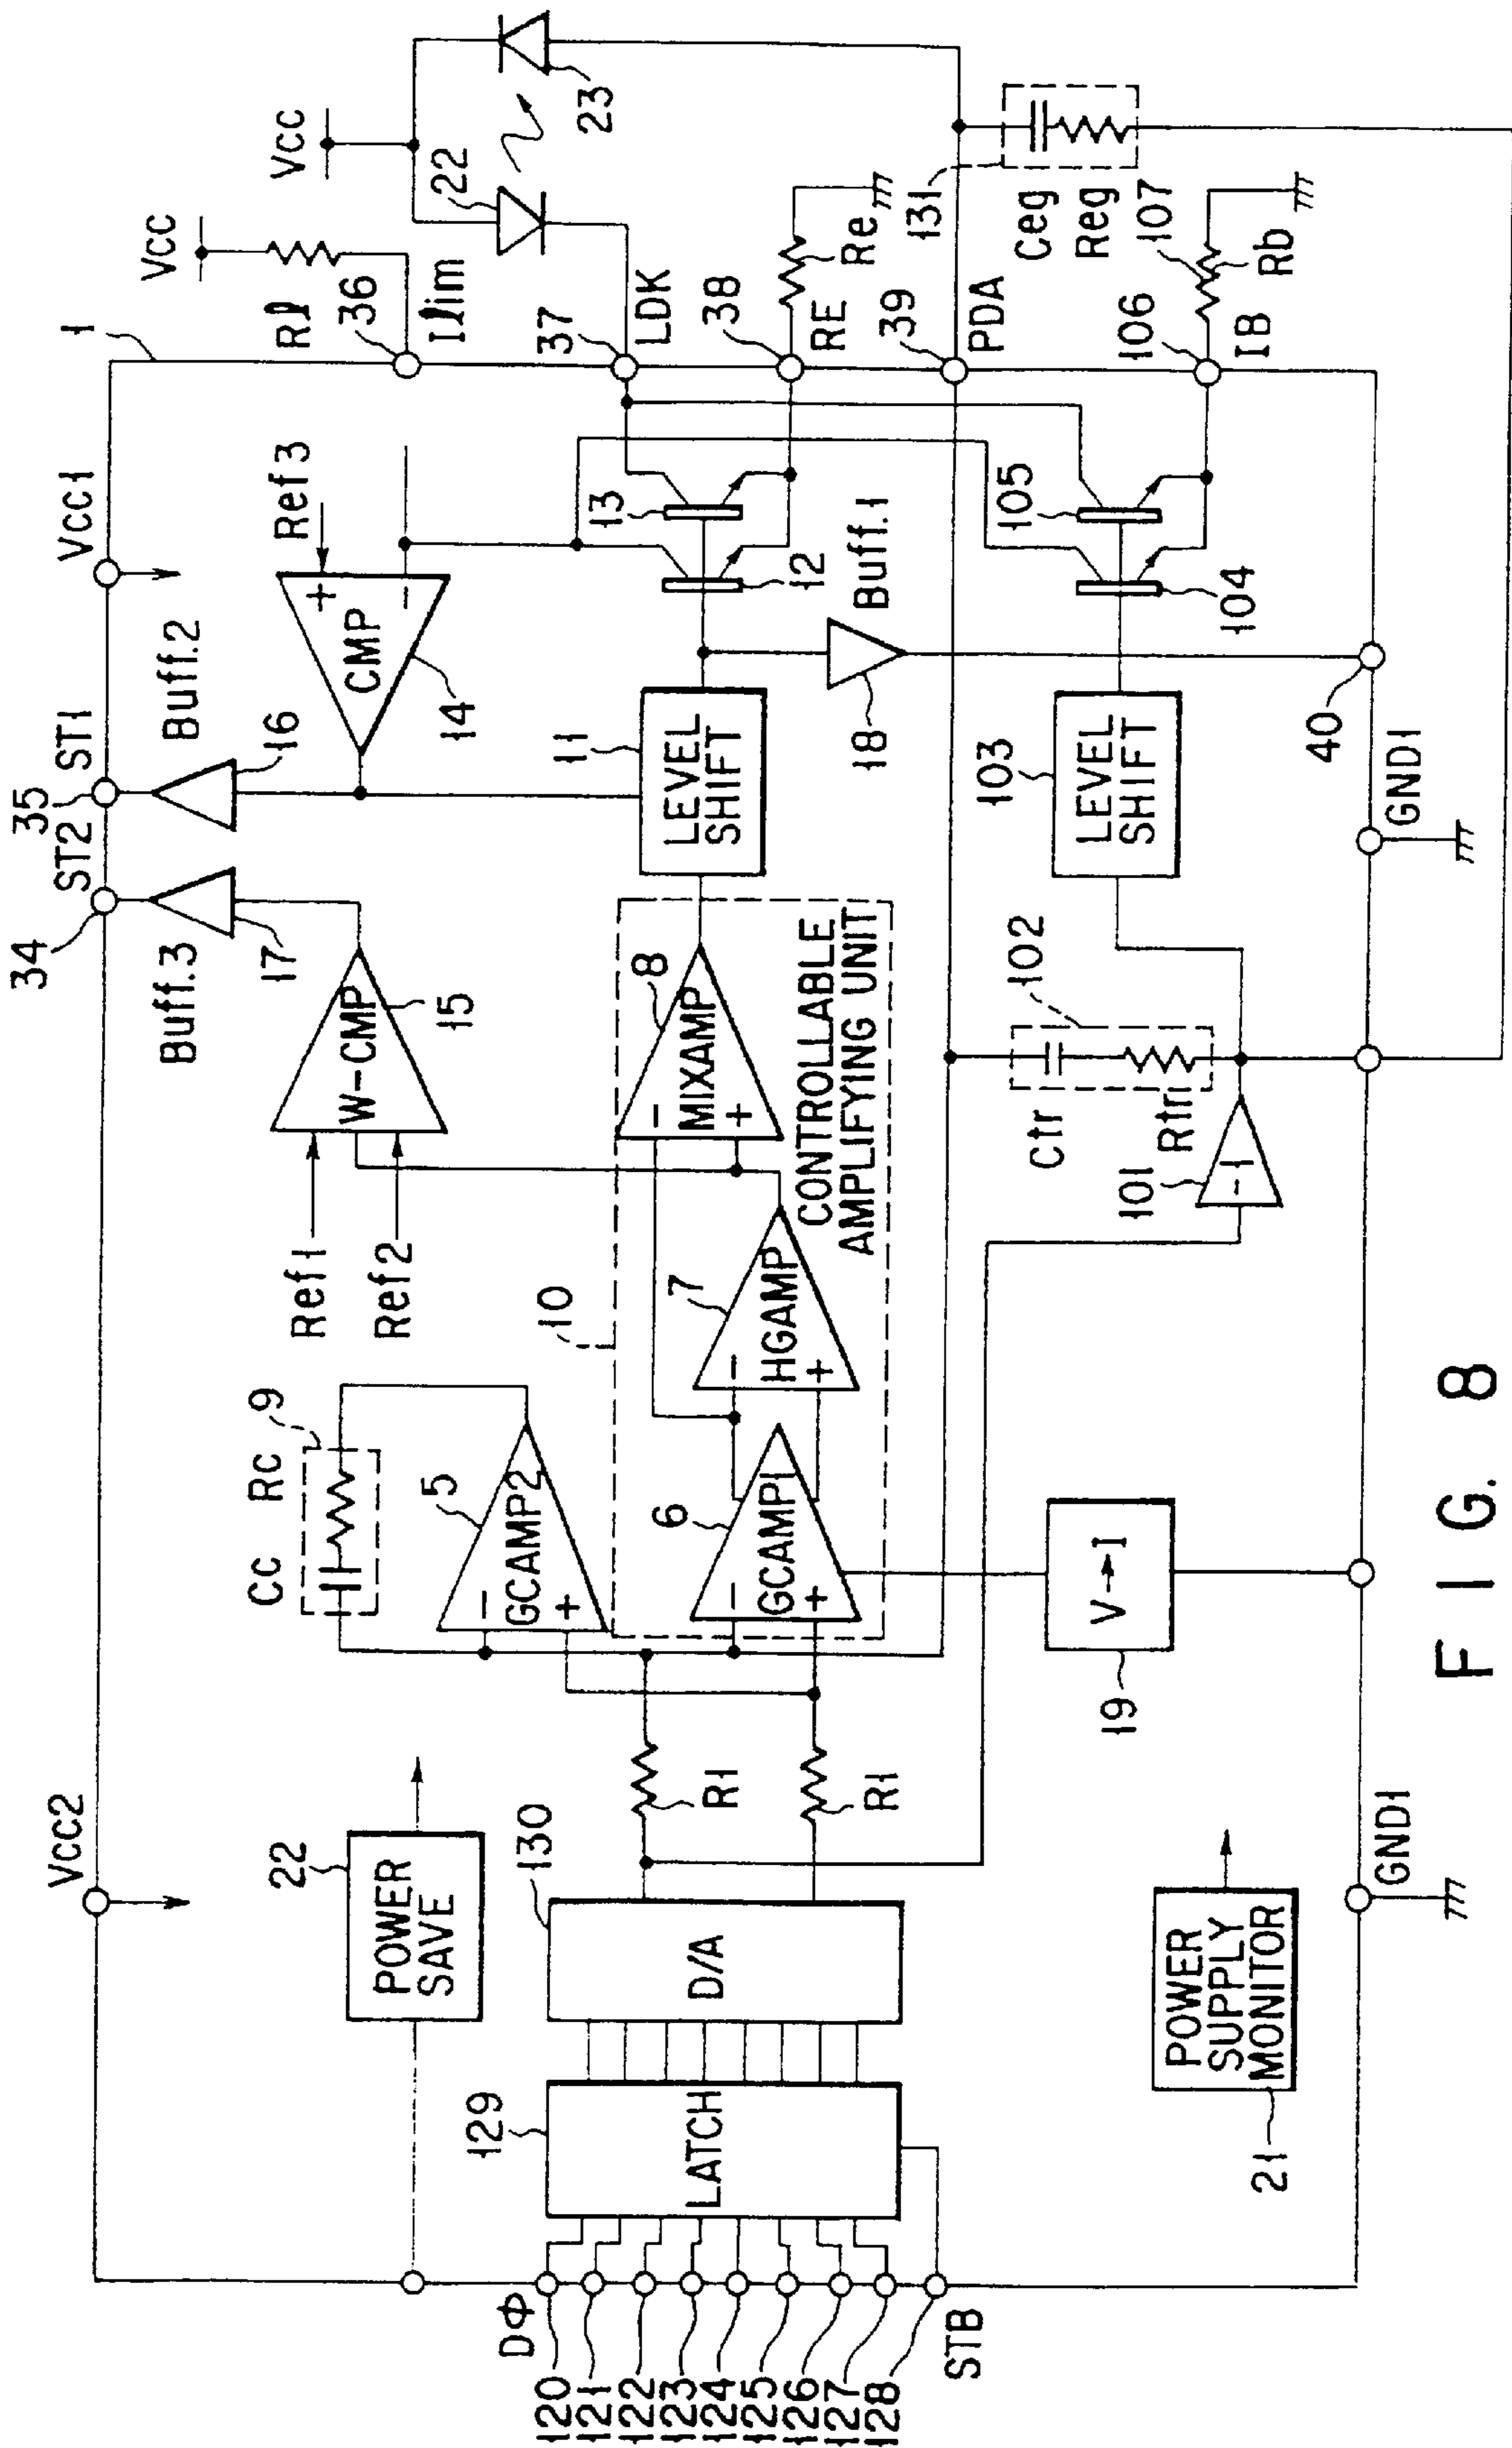 Vcc2
ST2
ST1
Vcc1
34
35
1
Buff.3
17
16
Buff.2
Vcc
Rℓ
36
Iℓim
Vcc
22
23
POWER
SAVE
22
Cc
Rc
9
Ref1
Ref2
W-CMP
15
CMP
14
+
−
Ref3
5
GCAMP2
−
+
10
6
GCAMP1
−
+
7
HGAMP
−
+
8
MIXAMP
−
+
CONTROLLABLE
AMPLIFYING UNIT
11
LEVEL
SHIFT
12
13
37
LDK
38
RE
Re
39
PDA
131
Ceg
Reg
18
Buff.1
DΦ
120
121
122
123
124
125
126
127
128
STB
129
LATCH
130
D/A
R1
R1
19
V→I
21
POWER
SUPPLY
MONITOR
101
-1
Ctr
Rtr
102
103
LEVEL
SHIFT
104
105
106
IB
107
Rb
40
GND1
GND1
FIG. 8